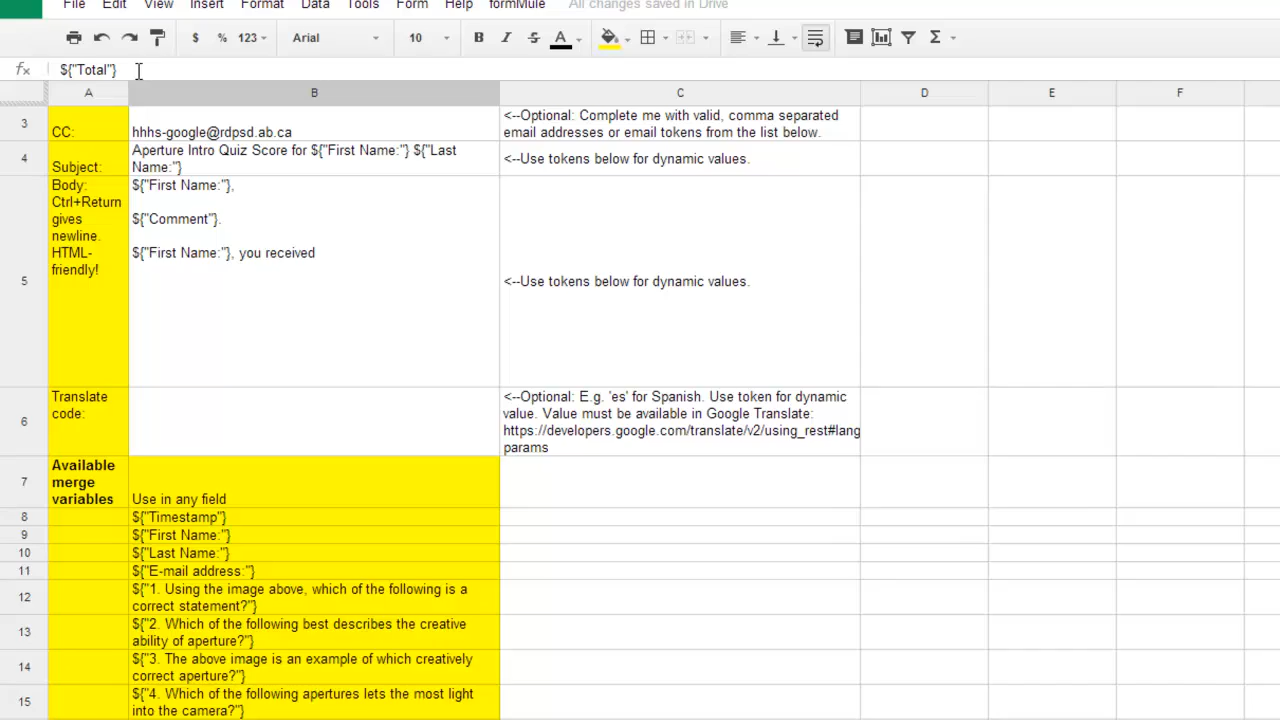 File Edit View Insert Format Data Tools Form Help formMule All changes saved in Drive
$ % 123 Arial 10 B I S A Σ
fx ${"Total"}
A B C D E F
3 CC: hhhs-google@rdpsd.ab.ca <--Optional: Complete me with valid, comma separated
email addresses or email tokens from the list below.
4 Subject: Aperture Intro Quiz Score for ${"First Name:"} ${"Last
Name:"} <--Use tokens below for dynamic values.
5 Body:
Ctrl+Return
gives
newline.
HTML-
friendly!
${"First Name:"},
${"Comment"}.
${"First Name:"}, you received
<--Use tokens below for dynamic values.
6 Translate
code:
<--Optional: E.g. 'es' for Spanish. Use token for dynamic
value. Value must be available in Google Translate:
https://developers.google.com/translate/v2/using_rest#lang
params
7 Available
merge
variables
Use in any field
8 ${"Timestamp"}
9 ${"First Name:"}
10 ${"Last Name:"}
11 ${"E-mail address:"}
12 ${"1. Using the image above, which of the following is a
correct statement?"}
13 ${"2. Which of the following best describes the creative
ability of aperture?"}
14 ${"3. The above image is an example of which creatively
correct aperture?"}
15 ${"4. Which of the following apertures lets the most light
into the camera?"}